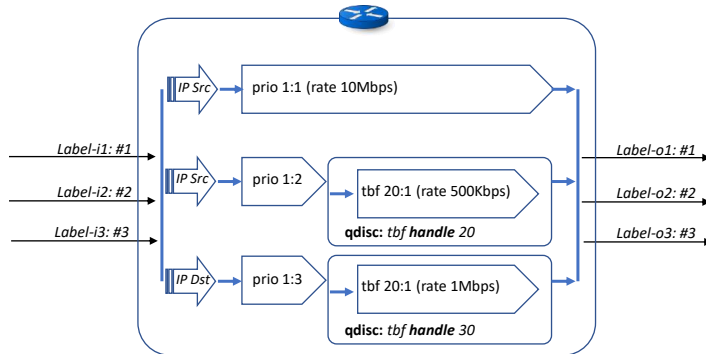 IP Src
prio 1:1 (rate 10Mbps)
Label-i1: #1
Label-o1: #1
IP Src
prio 1:2
tbf 20:1 (rate 500Kbps)
Label-i2: #2
Label-o2: #2
qdisc: tbf handle 20
Label-i3: #3
Label-o3: #3
IP Dst
prio 1:3
tbf 20:1 (rate 1Mbps)
qdisc: tbf handle 30